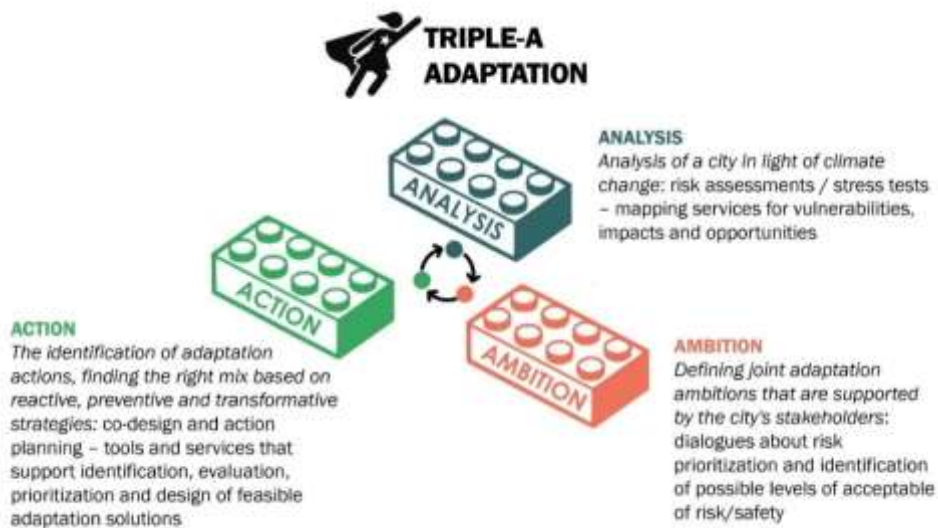 TRIPLE-A
ADAPTATION
ANALYSIS
Analysis of a city in light of climate
change: risk assessments / stress tests
– mapping services for vulnerabilities,
impacts and opportunities
ANALYSIS
ACTION
AMBITION
ACTION
The identification of adaptation
actions, finding the right mix based on
reactive, preventive and transformative
strategies: co-design and action
planning – tools and services that
support identification, evaluation,
prioritization and design of feasible
adaptation solutions
AMBITION
Defining joint adaptation
ambitions that are supported
by the city's stakeholders:
dialogues about risk
prioritization and identification
of possible levels of acceptable
of risk/safety